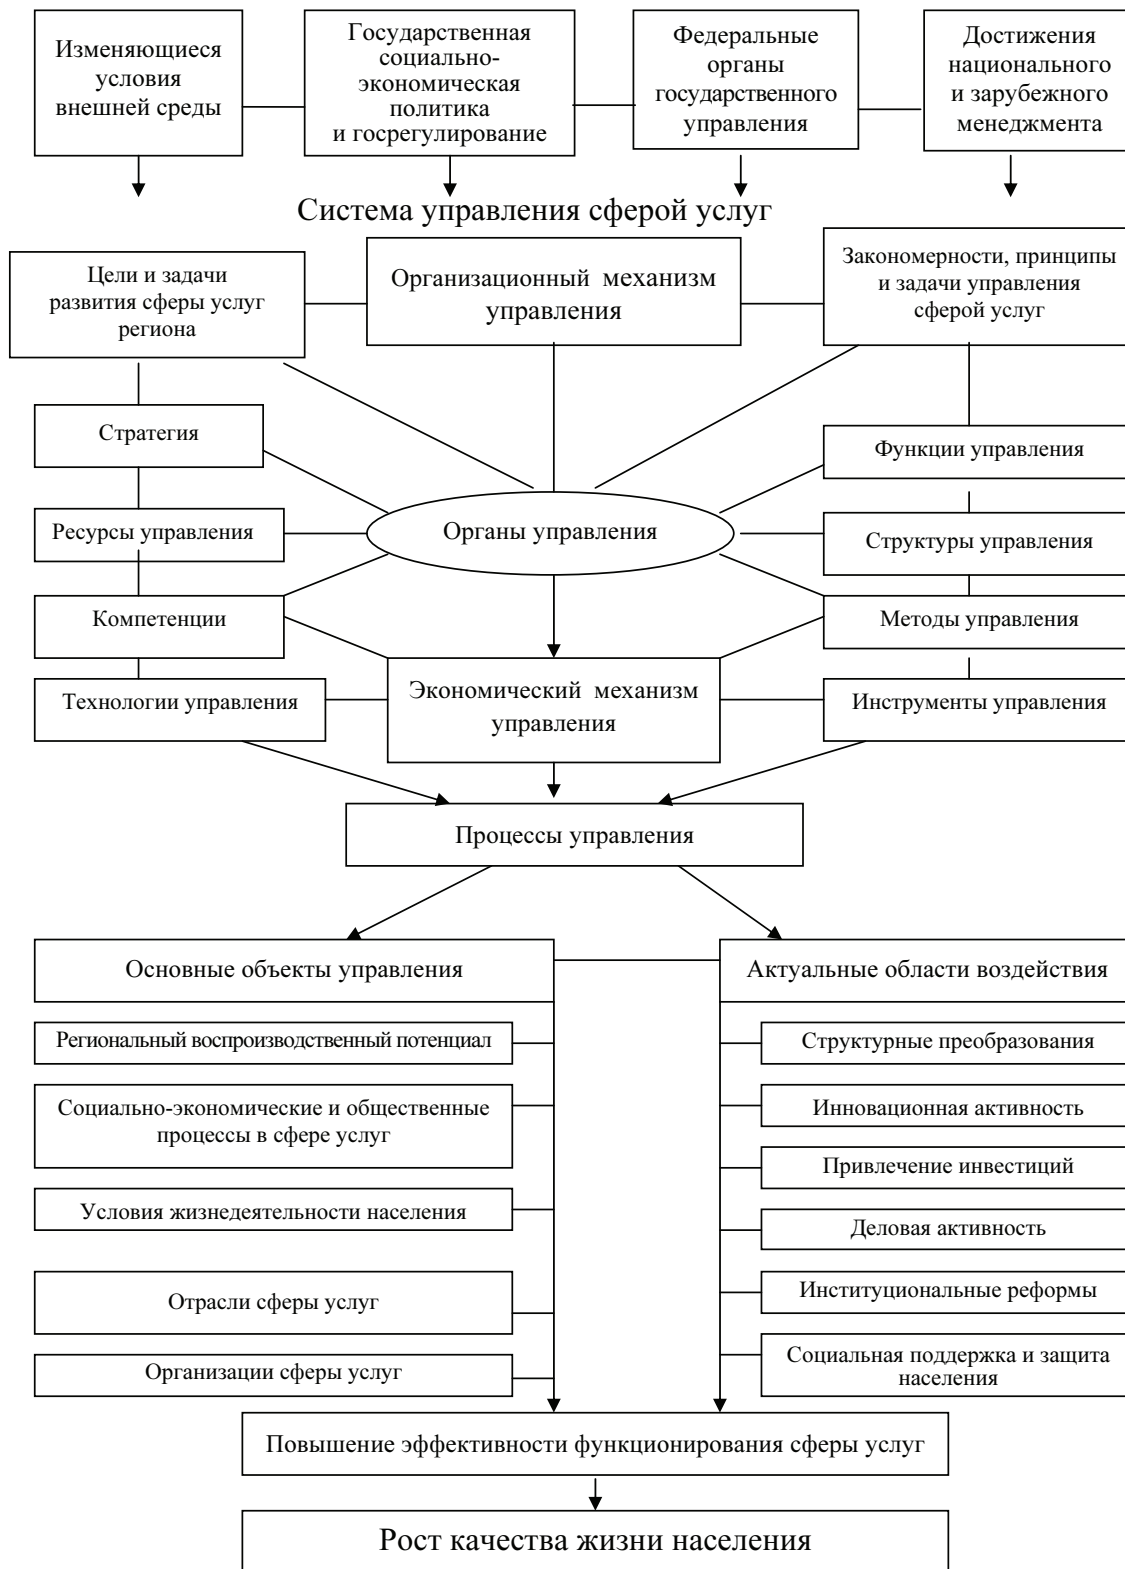 Изменяющиеся
условия
внешней среды
Государственная
социально-
экономическая
политика
и госрегулирование
Федеральные
органы
государственного
управления
Достижения
национального
и зарубежного
менеджмента
Система управления сферой услуг
Цели и задачи
развития сферы услуг
региона
Организационный механизм
управления
Закономерности, принципы
и задачи управления
сферой услуг
Стратегия
Функции управления
Ресурсы управления
Органы управления
Структуры управления
Компетенции
Методы управления
Технологии управления
Экономический механизм
управления
Инструменты управления
Процессы управления
Основные объекты управления
Актуальные области воздействия
Региональный воспроизводственный потенциал
Структурные преобразования
Социально-экономические и общественные
процессы в сфере услуг
Инновационная активность
Привлечение инвестиций
Условия жизнедеятельности населения
Деловая активность
Отрасли сферы услуг
Институциональные реформы
Организации сферы услуг
Социальная поддержка и защита
населения
Повышение эффективности функционирования сферы услуг
Рост качества жизни населения